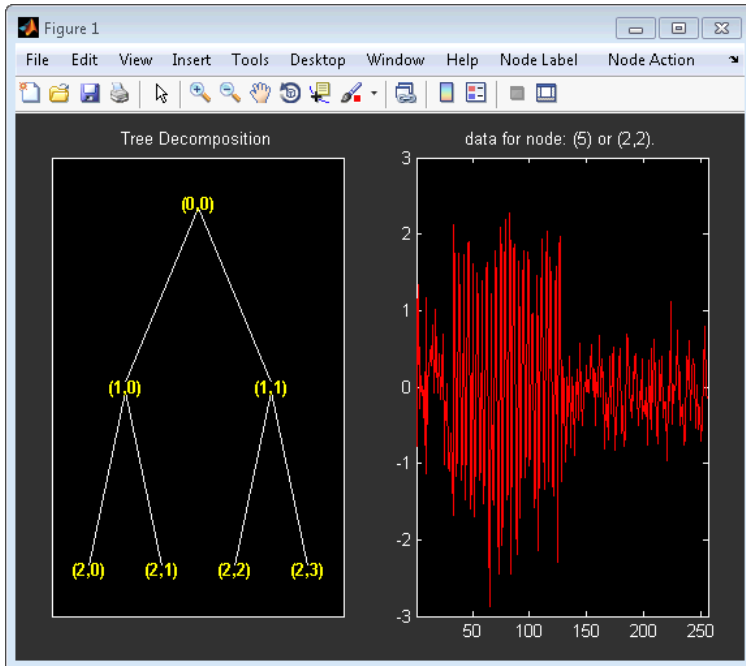 Figure 1
File Edit View Insert Tools Desktop Window Help Node Label Node Action
Tree Decomposition
(0,0)
(1,0) (1,1)
(2,0) (2,1) (2,2) (2,3)
data for node: (5) or (2,2).
3
2
1
0
-1
-2
-3
50 100 150 200 250